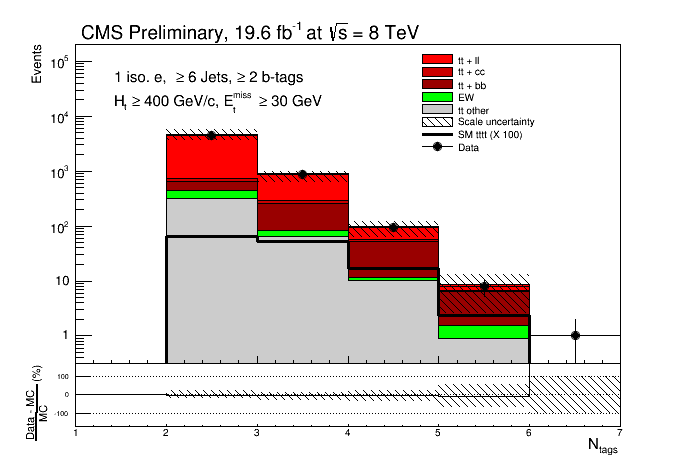 CMS Preliminary, 19.6 fb⁻¹ at √s = 8 TeV
Events
1 iso. e, ≥ 6 Jets, ≥ 2 b-tags
Hₜ ≥ 400 GeV/c, Eₜᵐⁱˢˢ ≥ 30 GeV
tt + ll
tt + cc
tt + bb
EW
tt other
Scale uncertainty
SM tttt (X 100)
Data
10⁵
10⁴
10³
10²
10
1
Data - MC
MC
(%)
100
0
-100
1 2 3 4 5 6 7
Ntags